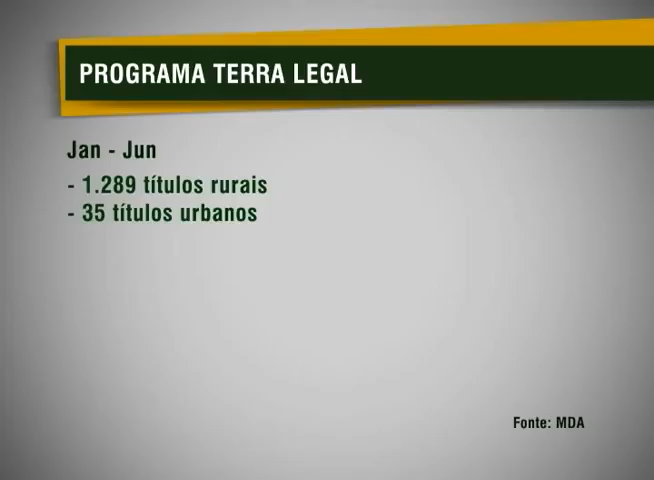 PROGRAMA TERRA LEGAL
Jan - Jun
- 1.289 títulos rurais
- 35 títulos urbanos
Fonte: MDA